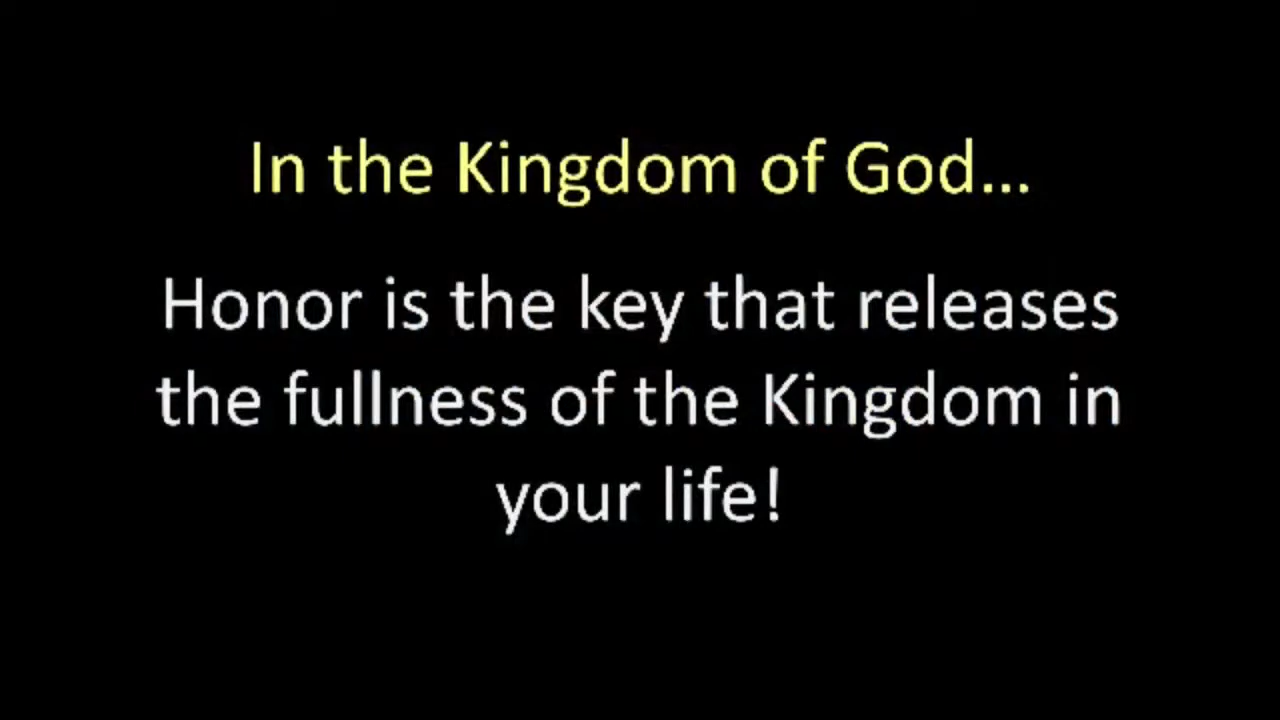 In the Kingdom of God...
Honor is the key that releases
the fullness of the Kingdom in
your life!